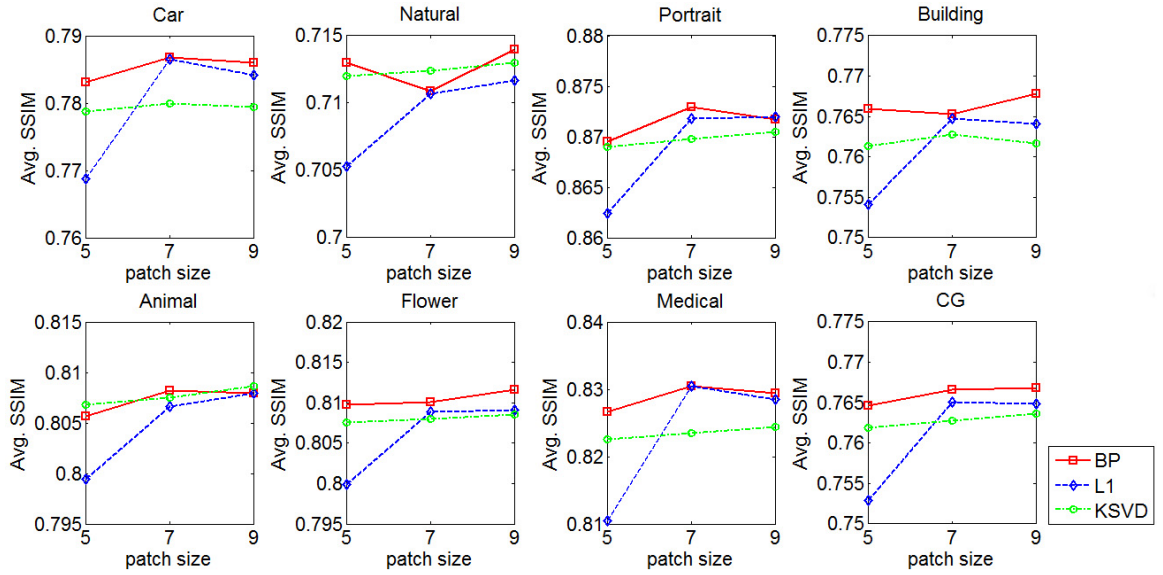 Car
Natural
Portrait
Building
Avg. SSIM
0.79
0.78
0.77
0.76
5 7 9
patch size
Avg. SSIM
0.715
0.71
0.705
0.7
5 7 9
patch size
Avg. SSIM
0.88
0.875
0.87
0.865
0.86
5 7 9
patch size
Avg. SSIM
0.775
0.77
0.765
0.76
0.755
0.75
5 7 9
patch size
Animal
Flower
Medical
CG
Avg. SSIM
0.815
0.81
0.805
0.8
0.795
5 7 9
patch size
Avg. SSIM
0.82
0.815
0.81
0.805
0.8
0.795
5 7 9
patch size
Avg. SSIM
0.84
0.83
0.82
0.81
5 7 9
patch size
Avg. SSIM
0.775
0.77
0.765
0.76
0.755
0.75
5 7 9
patch size
BP
L1
KSVD